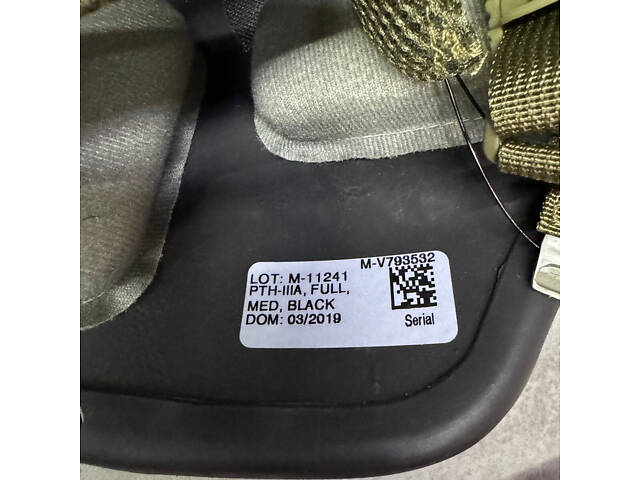 M-V793532
LOT: M-11241
PTH-IIIA, FULL,
MED, BLACK
DOM: 03/2019
Serial